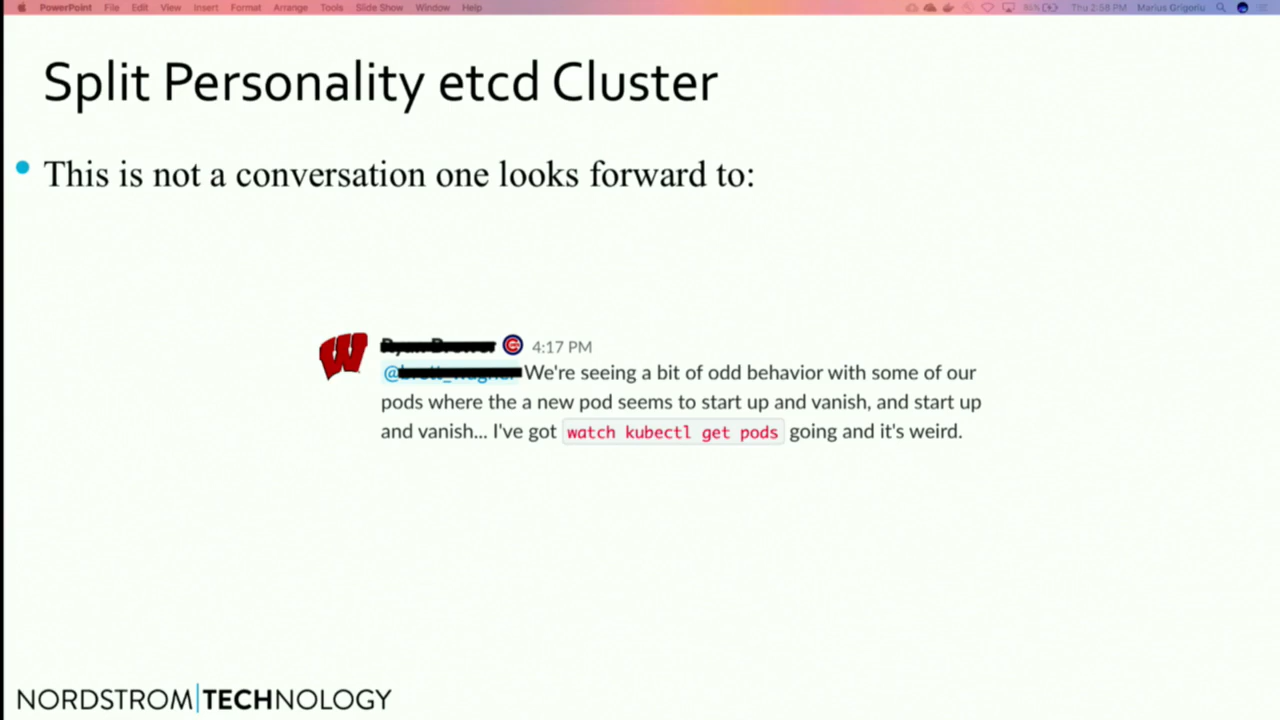 PowerPoint File Edit View Insert Format Arrange Tools Slide Show Window Help 86% Thu 2:58 PM Marius Grigoriu
Split Personality etcd Cluster
• This is not a conversation one looks forward to:
W
C 4:17 PM
@ We're seeing a bit of odd behavior with some of our
pods where the a new pod seems to start up and vanish, and start up
and vanish... I've got watch kubectl get pods going and it's weird.
NORDSTROM|TECHNOLOGY